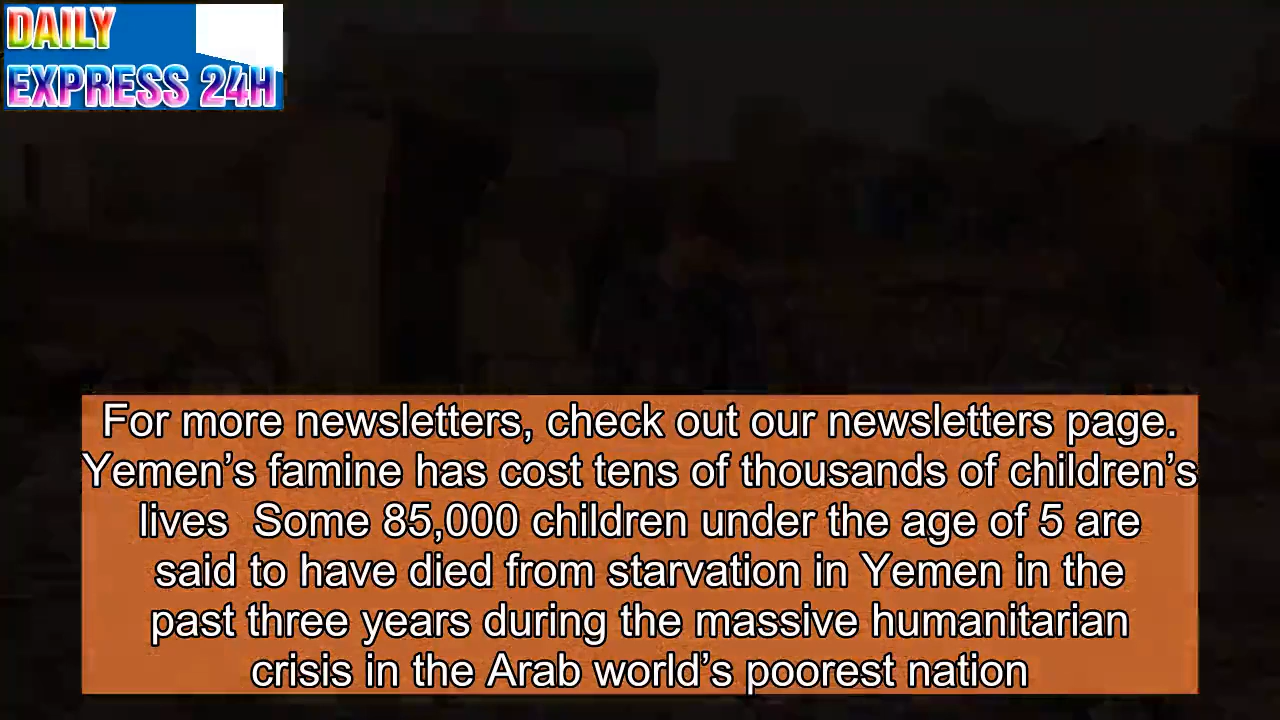 DAILY
EXPRESS 24H
For more newsletters, check out our newsletters page.
Yemen’s famine has cost tens of thousands of children’s
lives  Some 85,000 children under the age of 5 are
said to have died from starvation in Yemen in the
past three years during the massive humanitarian
crisis in the Arab world’s poorest nation